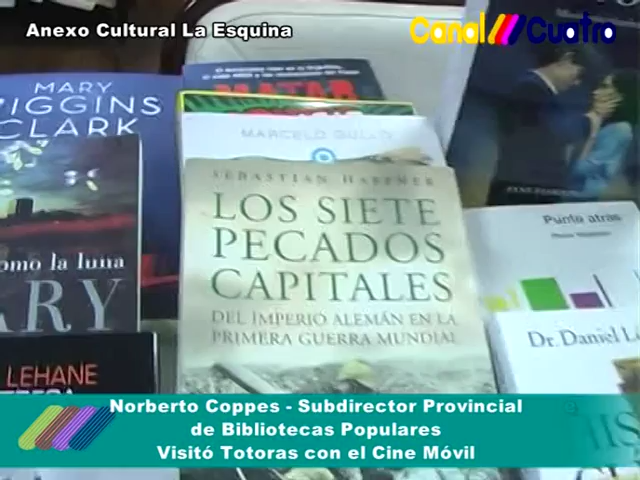 Anexo Cultural La Esquina
Canal /// Cuatro
MARY
HIGGINS
CLARK
MATAR
MARCELO
SEBASTIAN HAFFNER
LOS SIETE
PECADOS
CAPITALES
DEL IMPERIO ALEMÁN EN LA
PRIMERA GUERRA MUNDIAL
como la luna
ARY
LEHANE
Punto atrás
Dr. Daniel L
Norberto Coppes - Subdirector Provincial
de Bibliotecas Populares
Visitó Totoras con el Cine Móvil